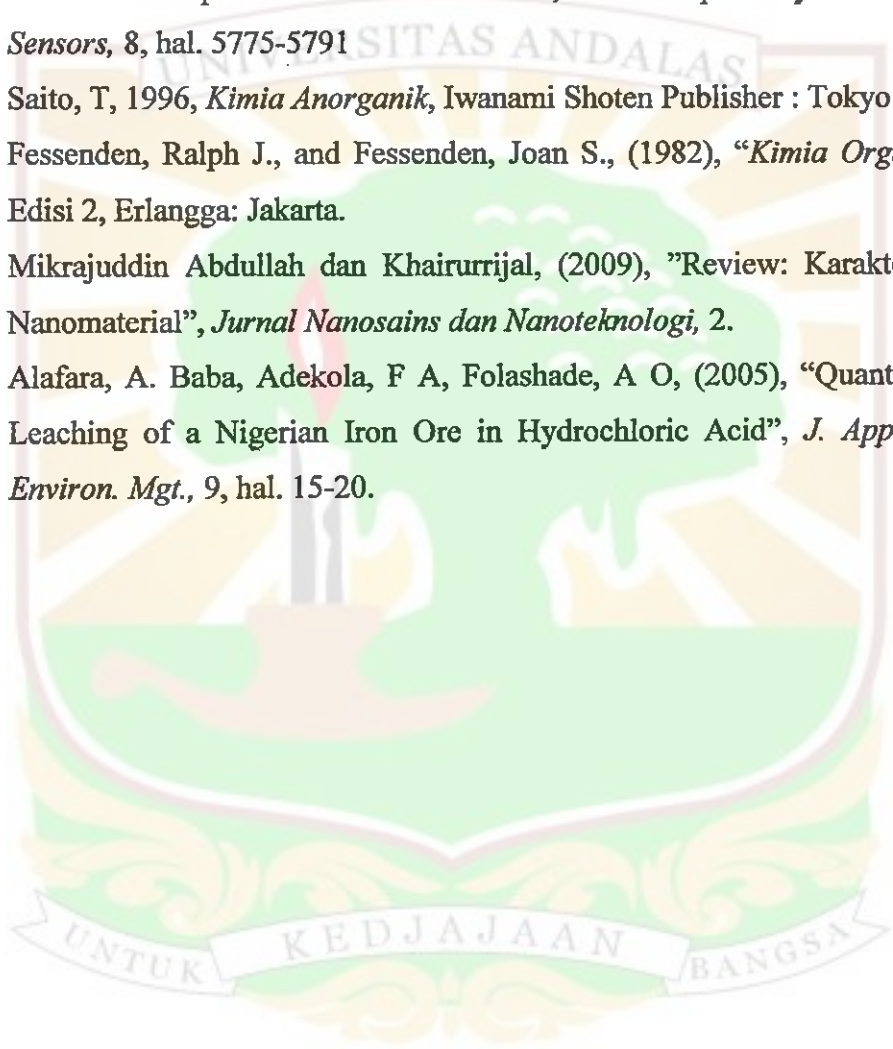 Sensors, 8, hal. 5775-5791
UNIVERSITAS ANDALAS
Saito, T, 1996, Kimia Anorganik, Iwanami Shoten Publisher : Tokyo
Fessenden, Ralph J., and Fessenden, Joan S., (1982), “Kimia Orga
Edisi 2, Erlangga: Jakarta.
Mikrajuddin Abdullah dan Khairurrijal, (2009), ”Review: Karakt
Nanomaterial”, Jurnal Nanosains dan Nanoteknologi, 2.
Alafara, A. Baba, Adekola, F A, Folashade, A O, (2005), “Quant
Leaching of a Nigerian Iron Ore in Hydrochloric Acid”, J. App
Environ. Mgt., 9, hal. 15-20.
UNTUK KEDJAJAAN BANGSA